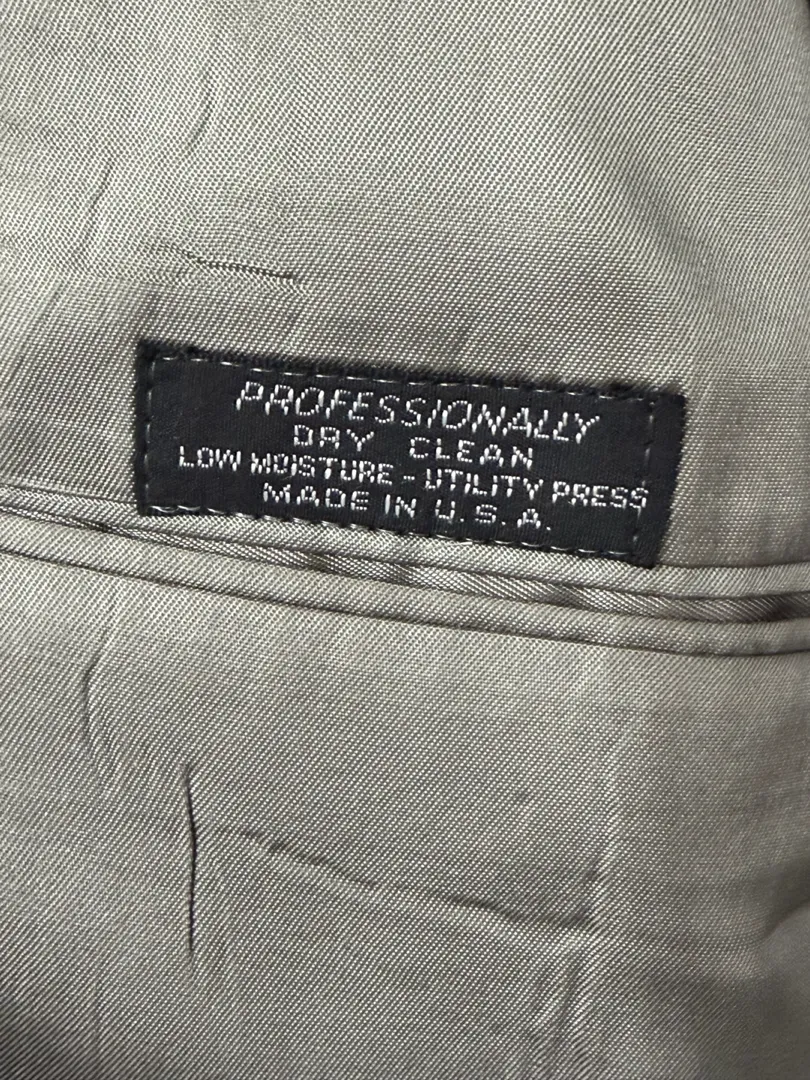 PROFESSIONALLY
DRY CLEAN
LOW MOISTURE - UTILITY PRESS
MADE IN U.S.A.